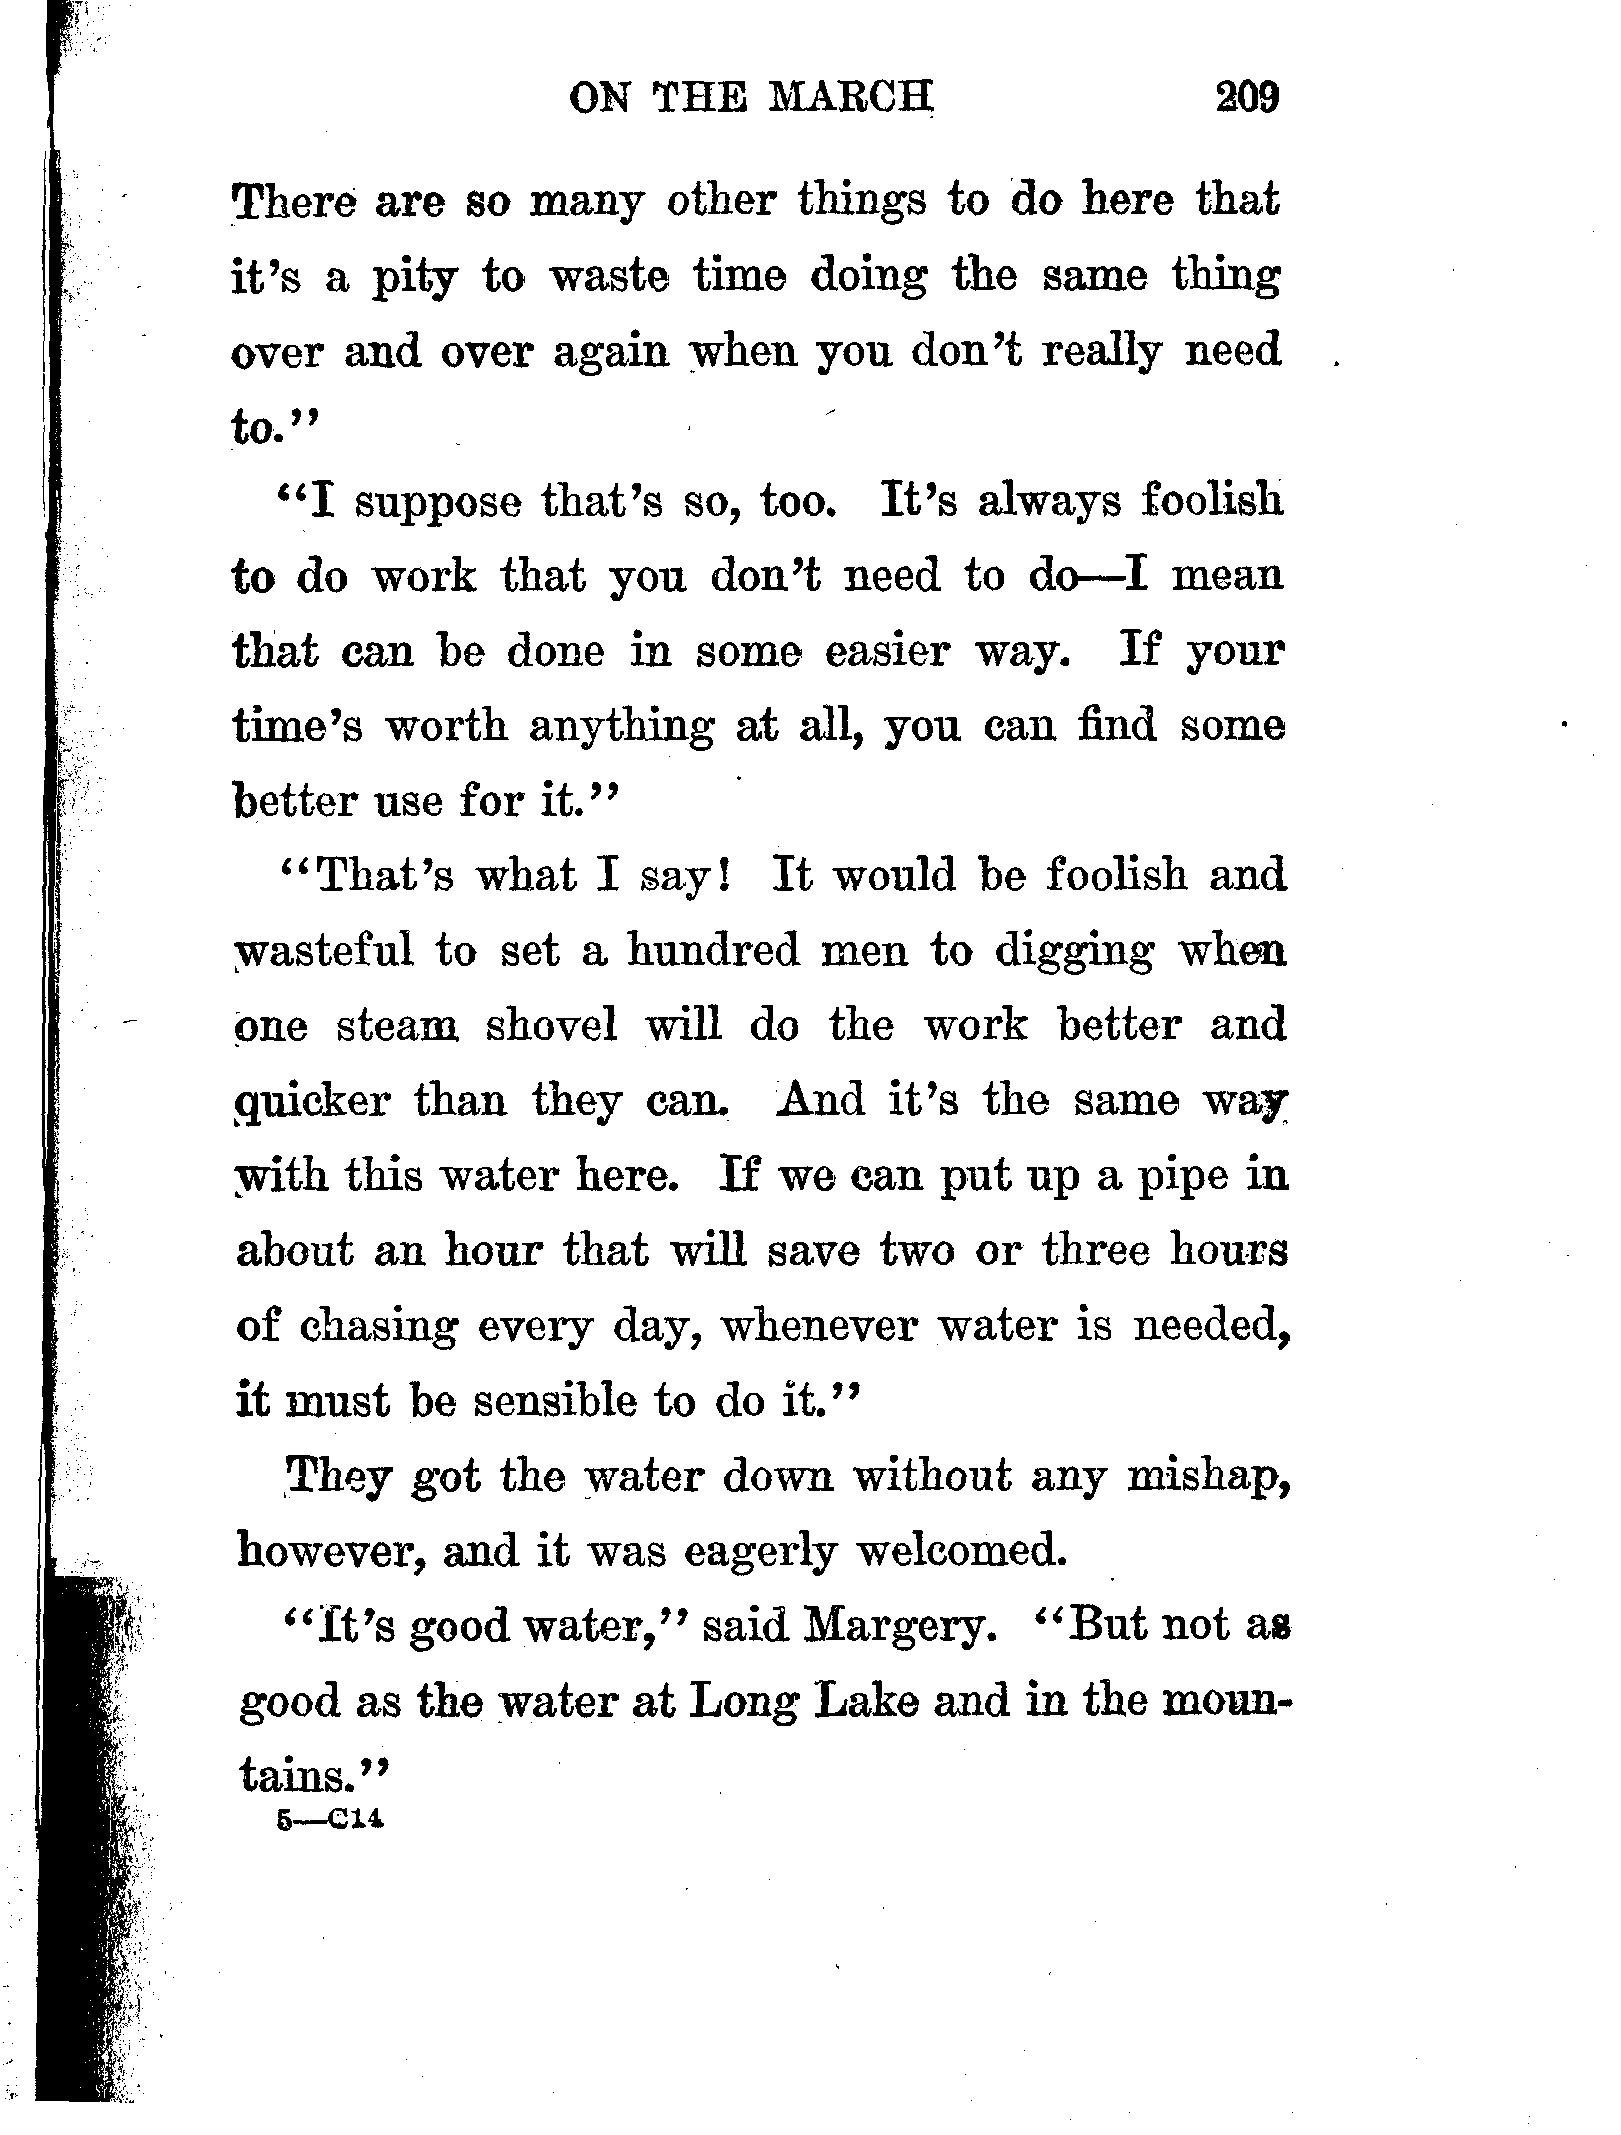 ON THE MARCH 209
There are so many other things to do here that
it's a pity to waste time doing the same thing
over and over again when you don't really need
to."
"I suppose that's so, too. It's always foolish
to do work that you don't need to do—I mean
that can be done in some easier way. If your
time's worth anything at all, you can find some
better use for it."
"That's what I say! It would be foolish and
wasteful to set a hundred men to digging when
one steam shovel will do the work better and
quicker than they can. And it's the same way
with this water here. If we can put up a pipe in
about an hour that will save two or three hours
of chasing every day, whenever water is needed,
it must be sensible to do it."
They got the water down without any mishap,
however, and it was eagerly welcomed.
"It's good water," said Margery. "But not as
good as the water at Long Lake and in the moun-
tains."
5—C14